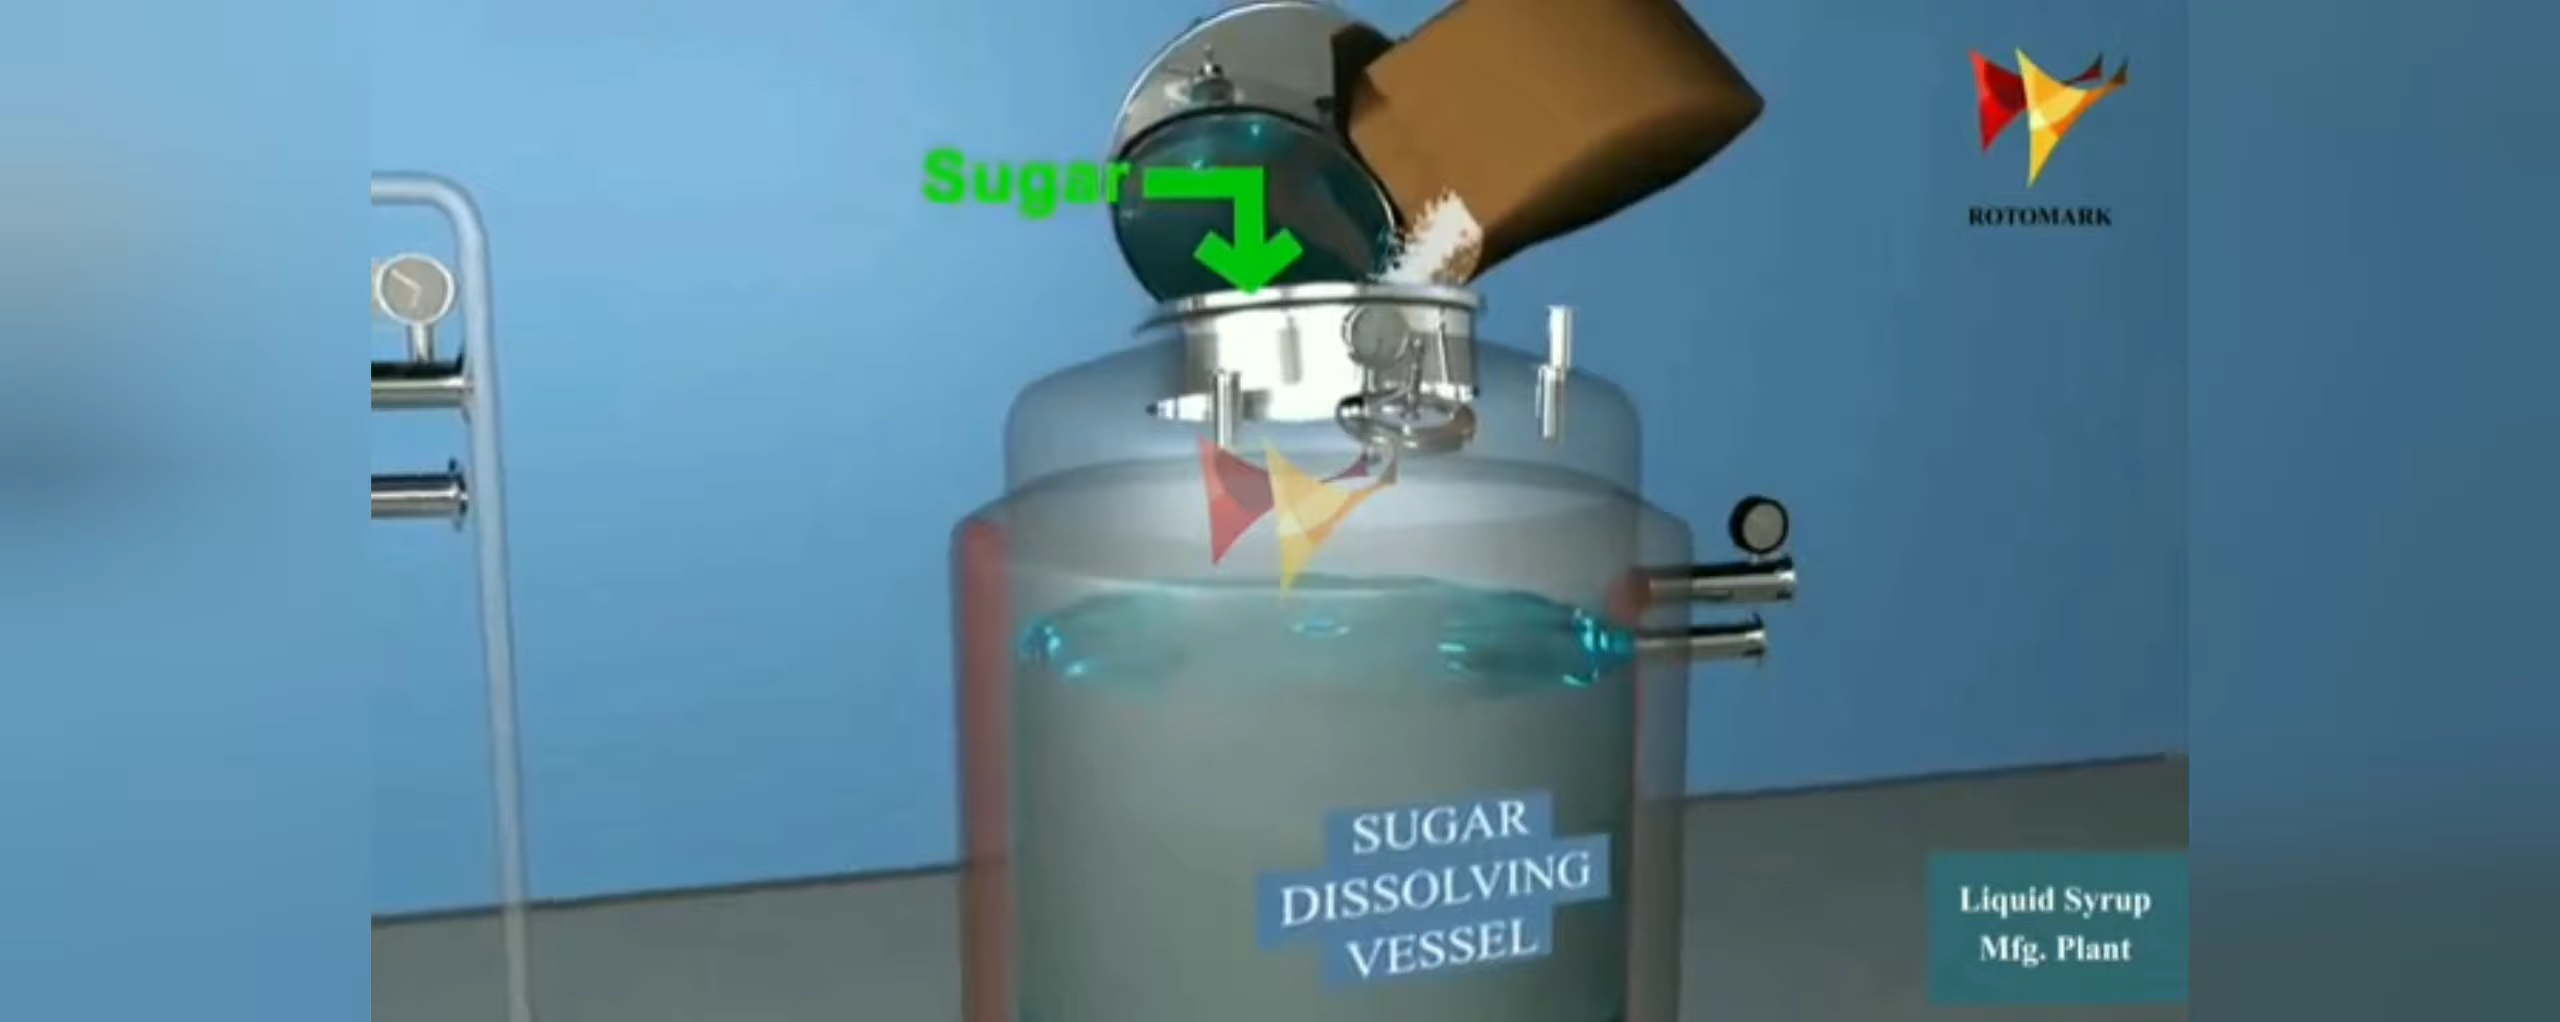 Sugar
ROTOMARK
SUGAR
DISSOLVING
VESSEL
Liquid Syrup
Mfg. Plant